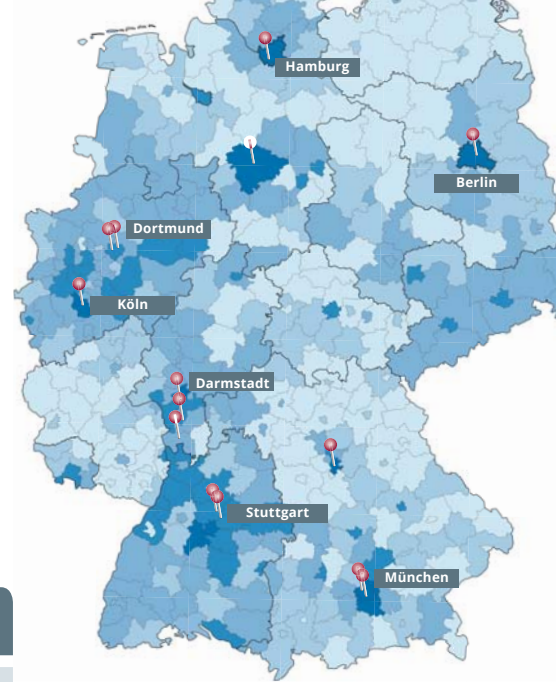 Hamburg
Berlin
Dortmund
Köln
Darmstadt
Stuttgart
München